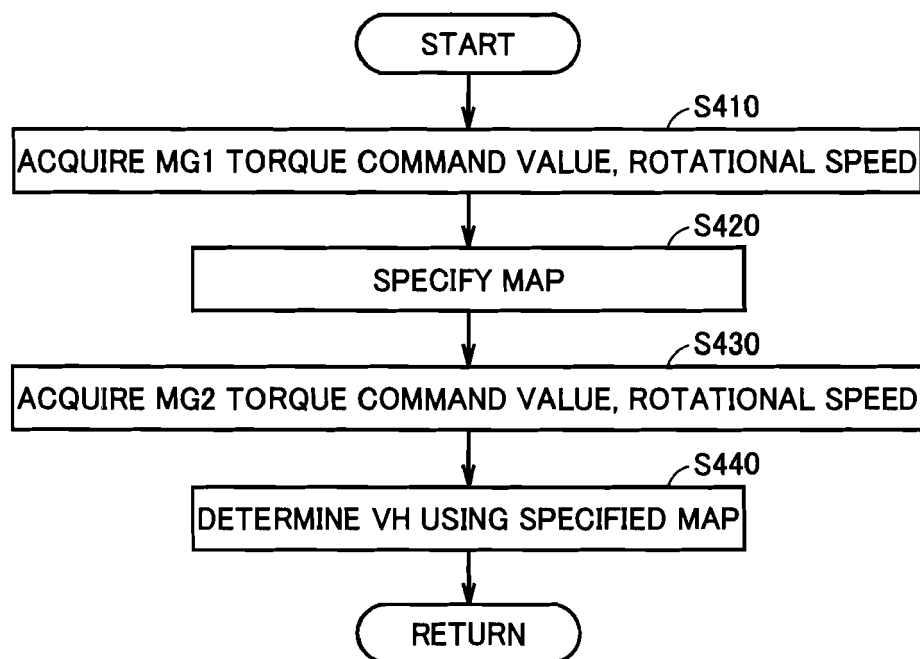 START
S410
ACQUIRE MG1 TORQUE COMMAND VALUE, ROTATIONAL SPEED
S420
SPECIFY MAP
S430
ACQUIRE MG2 TORQUE COMMAND VALUE, ROTATIONAL SPEED
S440
DETERMINE VH USING SPECIFIED MAP
RETURN